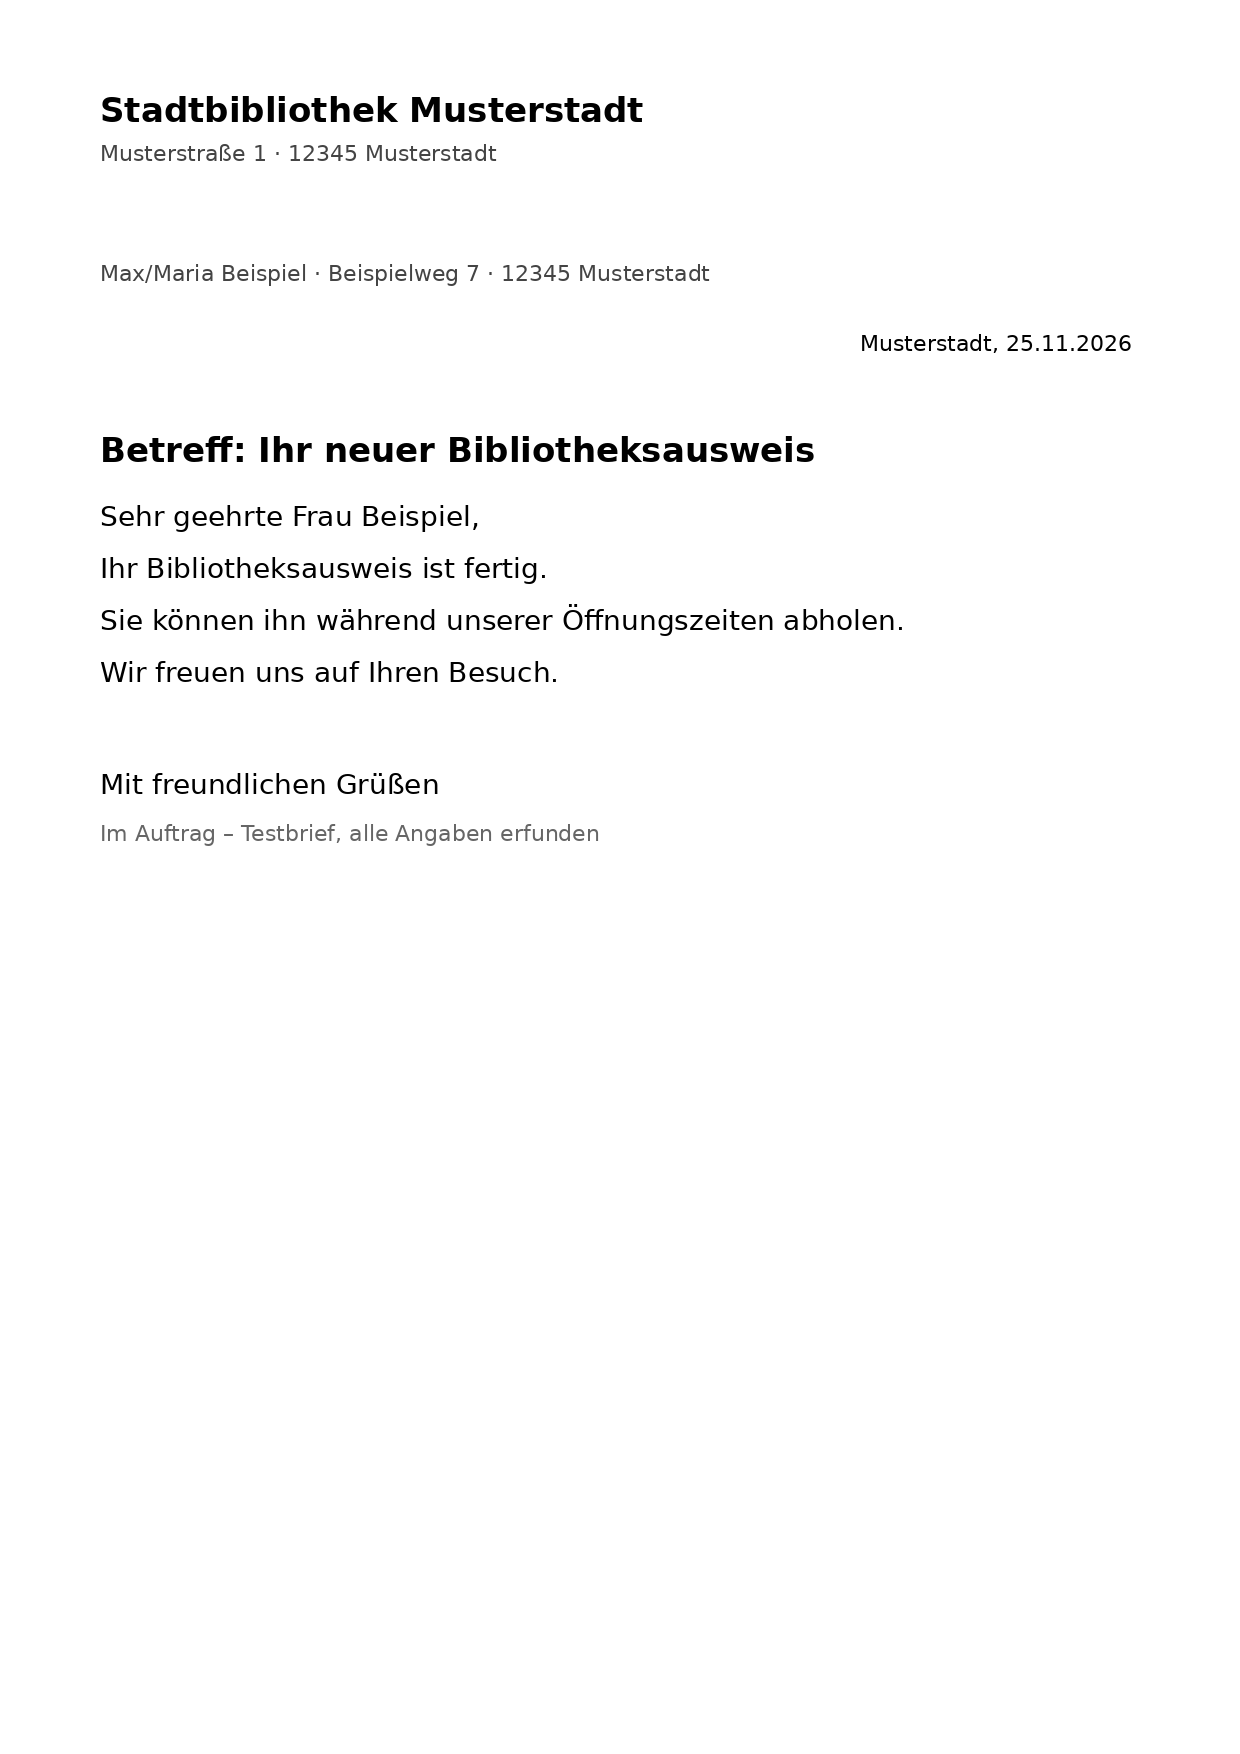 Stadtbibliothek Musterstadt
Musterstraße 1 · 12345 Musterstadt
Max/Maria Beispiel · Beispielweg 7 · 12345 Musterstadt
Musterstadt, 25.11.2026
Betreff: Ihr neuer Bibliotheksausweis
Sehr geehrte Frau Beispiel,
Ihr Bibliotheksausweis ist fertig.
Sie können ihn während unserer Öffnungszeiten abholen.
Wir freuen uns auf Ihren Besuch.
Mit freundlichen Grüßen
Im Auftrag – Testbrief, alle Angaben erfunden